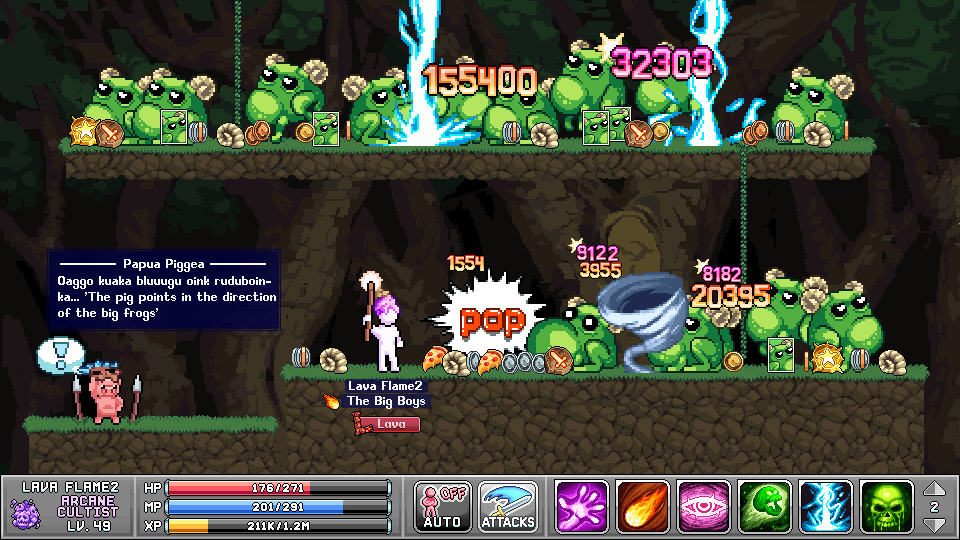 155400
32303
9122
3955
1554
8182
20395
pop
Papua Piggea
Oaggo kuaka bluuugu oink ruduboin-
ka... 'The pig points in the direction
of the big frogs'
!
Lava Flame2
The Big Boys
Lava
LAVA FLAME2
ARCANE
CULTIST
LV. 49
HP 176/271
MP 201/291
XP 211K/1.2M
OFF
AUTO
ATTACKS
2